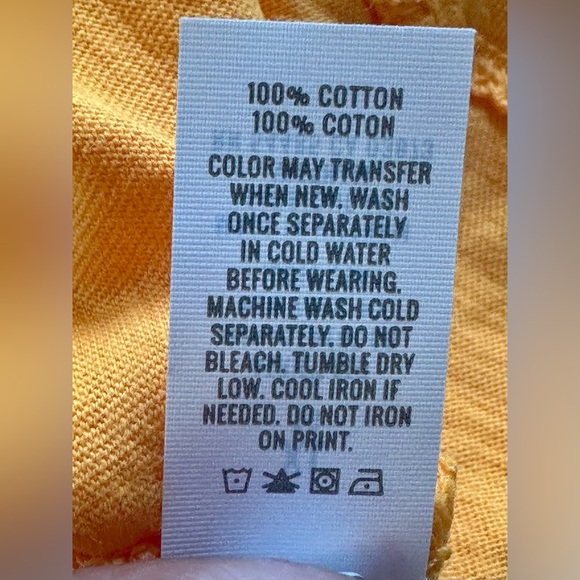 100% COTTON
100% COTON
COLOR MAY TRANSFER
WHEN NEW. WASH
ONCE SEPARATELY
IN COLD WATER
BEFORE WEARING.
MACHINE WASH COLD
SEPARATELY. DO NOT
BLEACH. TUMBLE DRY
LOW. COOL IRON IF
NEEDED. DO NOT IRON
ON PRINT.